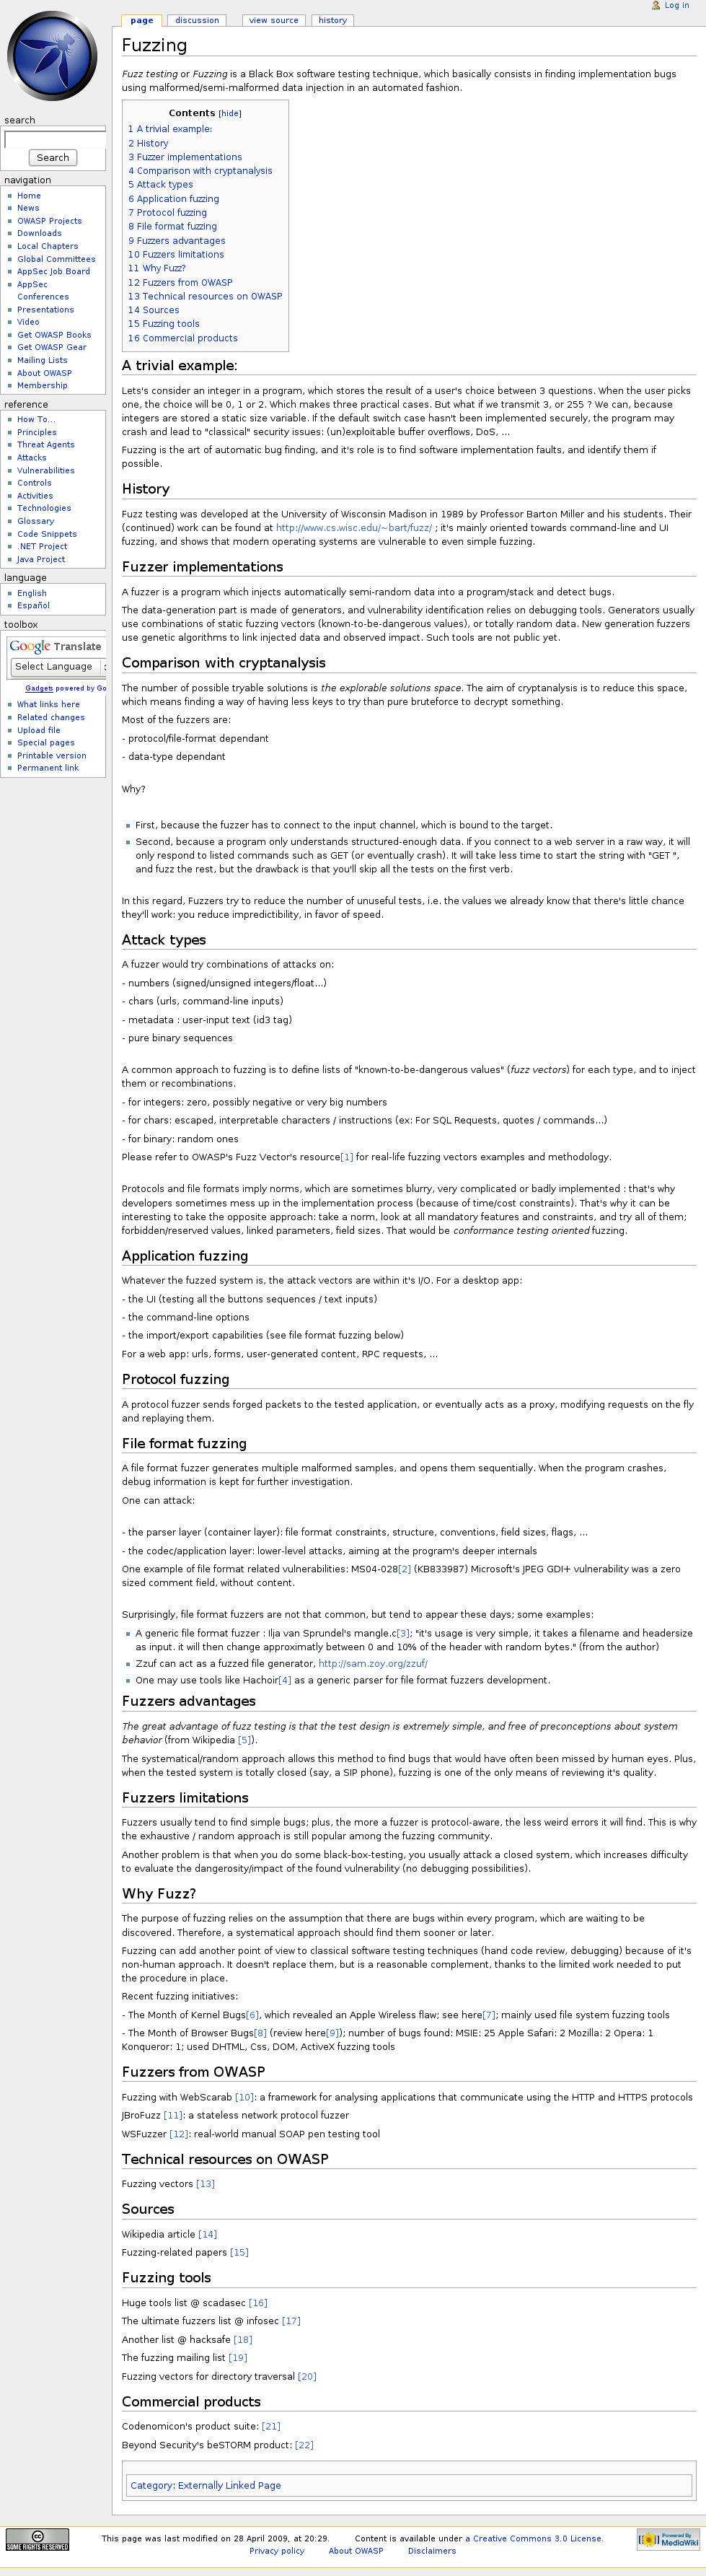 Log in
page
discussion
view source
history
search
Search
navigation
Home
News
OWASP Projects
Downloads
Local Chapters
Global Committees
AppSec Job Board
AppSec
Conferences
Presentations
Video
Get OWASP Books
Get OWASP Gear
Mailing Lists
About OWASP
Membership
reference
How To...
Principles
Threat Agents
Attacks
Vulnerabilities
Controls
Activities
Technologies
Glossary
Code Snippets
.NET Project
Java Project
language
English
Español
toolbox
Google Translate
Select Language
Gadgets powered by Go
What links here
Related changes
Upload file
Special pages
Printable version
Permanent link
Fuzzing
Fuzz testing or Fuzzing is a Black Box software testing technique, which basically consists in finding implementation bugs
using malformed/semi-malformed data injection in an automated fashion.
Contents [hide]
1 A trivial example:
2 History
3 Fuzzer implementations
4 Comparison with cryptanalysis
5 Attack types
6 Application fuzzing
7 Protocol fuzzing
8 File format fuzzing
9 Fuzzers advantages
10 Fuzzers limitations
11 Why Fuzz?
12 Fuzzers from OWASP
13 Technical resources on OWASP
14 Sources
15 Fuzzing tools
16 Commercial products
A trivial example:
Lets's consider an integer in a program, which stores the result of a user's choice between 3 questions. When the user picks
one, the choice will be 0, 1 or 2. Which makes three practical cases. But what if we transmit 3, or 255 ? We can, because
integers are stored a static size variable. If the default switch case hasn't been implemented securely, the program may
crash and lead to "classical" security issues: (un)exploitable buffer overflows, DoS, ...
Fuzzing is the art of automatic bug finding, and it's role is to find software implementation faults, and identify them if
possible.
History
Fuzz testing was developed at the University of Wisconsin Madison in 1989 by Professor Barton Miller and his students. Their
(continued) work can be found at http://www.cs.wisc.edu/~bart/fuzz/ ; it's mainly oriented towards command-line and UI
fuzzing, and shows that modern operating systems are vulnerable to even simple fuzzing.
Fuzzer implementations
A fuzzer is a program which injects automatically semi-random data into a program/stack and detect bugs.
The data-generation part is made of generators, and vulnerability identification relies on debugging tools. Generators usually
use combinations of static fuzzing vectors (known-to-be-dangerous values), or totally random data. New generation fuzzers
use genetic algorithms to link injected data and observed impact. Such tools are not public yet.
Comparison with cryptanalysis
The number of possible tryable solutions is the explorable solutions space. The aim of cryptanalysis is to reduce this space,
which means finding a way of having less keys to try than pure bruteforce to decrypt something.
Most of the fuzzers are:
- protocol/file-format dependant
- data-type dependant
Why?
First, because the fuzzer has to connect to the input channel, which is bound to the target.
Second, because a program only understands structured-enough data. If you connect to a web server in a raw way, it will
only respond to listed commands such as GET (or eventually crash). It will take less time to start the string with "GET ",
and fuzz the rest, but the drawback is that you'll skip all the tests on the first verb.
In this regard, Fuzzers try to reduce the number of unuseful tests, i.e. the values we already know that there's little chance
they'll work: you reduce impredictibility, in favor of speed.
Attack types
A fuzzer would try combinations of attacks on:
- numbers (signed/unsigned integers/float...)
- chars (urls, command-line inputs)
- metadata : user-input text (id3 tag)
- pure binary sequences
A common approach to fuzzing is to define lists of "known-to-be-dangerous values" (fuzz vectors) for each type, and to inject
them or recombinations.
- for integers: zero, possibly negative or very big numbers
- for chars: escaped, interpretable characters / instructions (ex: For SQL Requests, quotes / commands...)
- for binary: random ones
Please refer to OWASP's Fuzz Vector's resource[1] for real-life fuzzing vectors examples and methodology.
Protocols and file formats imply norms, which are sometimes blurry, very complicated or badly implemented : that's why
developers sometimes mess up in the implementation process (because of time/cost constraints). That's why it can be
interesting to take the opposite approach: take a norm, look at all mandatory features and constraints, and try all of them;
forbidden/reserved values, linked parameters, field sizes. That would be conformance testing oriented fuzzing.
Application fuzzing
Whatever the fuzzed system is, the attack vectors are within it's I/O. For a desktop app:
- the UI (testing all the buttons sequences / text inputs)
- the command-line options
- the import/export capabilities (see file format fuzzing below)
For a web app: urls, forms, user-generated content, RPC requests, ...
Protocol fuzzing
A protocol fuzzer sends forged packets to the tested application, or eventually acts as a proxy, modifying requests on the fly
and replaying them.
File format fuzzing
A file format fuzzer generates multiple malformed samples, and opens them sequentially. When the program crashes,
debug information is kept for further investigation.
One can attack:
- the parser layer (container layer): file format constraints, structure, conventions, field sizes, flags, ...
- the codec/application layer: lower-level attacks, aiming at the program's deeper internals
One example of file format related vulnerabilities: MS04-028[2] (KB833987) Microsoft's JPEG GDI+ vulnerability was a zero
sized comment field, without content.
Surprisingly, file format fuzzers are not that common, but tend to appear these days; some examples:
A generic file format fuzzer : Ilja van Sprundel's mangle.c[3]; "it's usage is very simple, it takes a filename and headersize
as input. it will then change approximatly between 0 and 10% of the header with random bytes." (from the author)
Zzuf can act as a fuzzed file generator, http://sam.zoy.org/zzuf/
One may use tools like Hachoir[4] as a generic parser for file format fuzzers development.
Fuzzers advantages
The great advantage of fuzz testing is that the test design is extremely simple, and free of preconceptions about system
behavior (from Wikipedia [5]).
The systematical/random approach allows this method to find bugs that would have often been missed by human eyes. Plus,
when the tested system is totally closed (say, a SIP phone), fuzzing is one of the only means of reviewing it's quality.
Fuzzers limitations
Fuzzers usually tend to find simple bugs; plus, the more a fuzzer is protocol-aware, the less weird errors it will find. This is why
the exhaustive / random approach is still popular among the fuzzing community.
Another problem is that when you do some black-box-testing, you usually attack a closed system, which increases difficulty
to evaluate the dangerosity/impact of the found vulnerability (no debugging possibilities).
Why Fuzz?
The purpose of fuzzing relies on the assumption that there are bugs within every program, which are waiting to be
discovered. Therefore, a systematical approach should find them sooner or later.
Fuzzing can add another point of view to classical software testing techniques (hand code review, debugging) because of it's
non-human approach. It doesn't replace them, but is a reasonable complement, thanks to the limited work needed to put
the procedure in place.
Recent fuzzing initiatives:
- The Month of Kernel Bugs[6], which revealed an Apple Wireless flaw; see here[7]; mainly used file system fuzzing tools
- The Month of Browser Bugs[8] (review here[9]); number of bugs found: MSIE: 25 Apple Safari: 2 Mozilla: 2 Opera: 1
Konqueror: 1; used DHTML, Css, DOM, ActiveX fuzzing tools
Fuzzers from OWASP
Fuzzing with WebScarab [10]: a framework for analysing applications that communicate using the HTTP and HTTPS protocols
JBroFuzz [11]: a stateless network protocol fuzzer
WSFuzzer [12]: real-world manual SOAP pen testing tool
Technical resources on OWASP
Fuzzing vectors [13]
Sources
Wikipedia article [14]
Fuzzing-related papers [15]
Fuzzing tools
Huge tools list @ scadasec [16]
The ultimate fuzzers list @ infosec [17]
Another list @ hacksafe [18]
The fuzzing mailing list [19]
Fuzzing vectors for directory traversal [20]
Commercial products
Codenomicon's product suite: [21]
Beyond Security's beSTORM product: [22]
Category: Externally Linked Page
cc
SOME RIGHTS RESERVED
This page was last modified on 28 April 2009, at 20:29. Content is available under a Creative Commons 3.0 License.
Privacy policy About OWASP Disclaimers
Powered By
MediaWiki